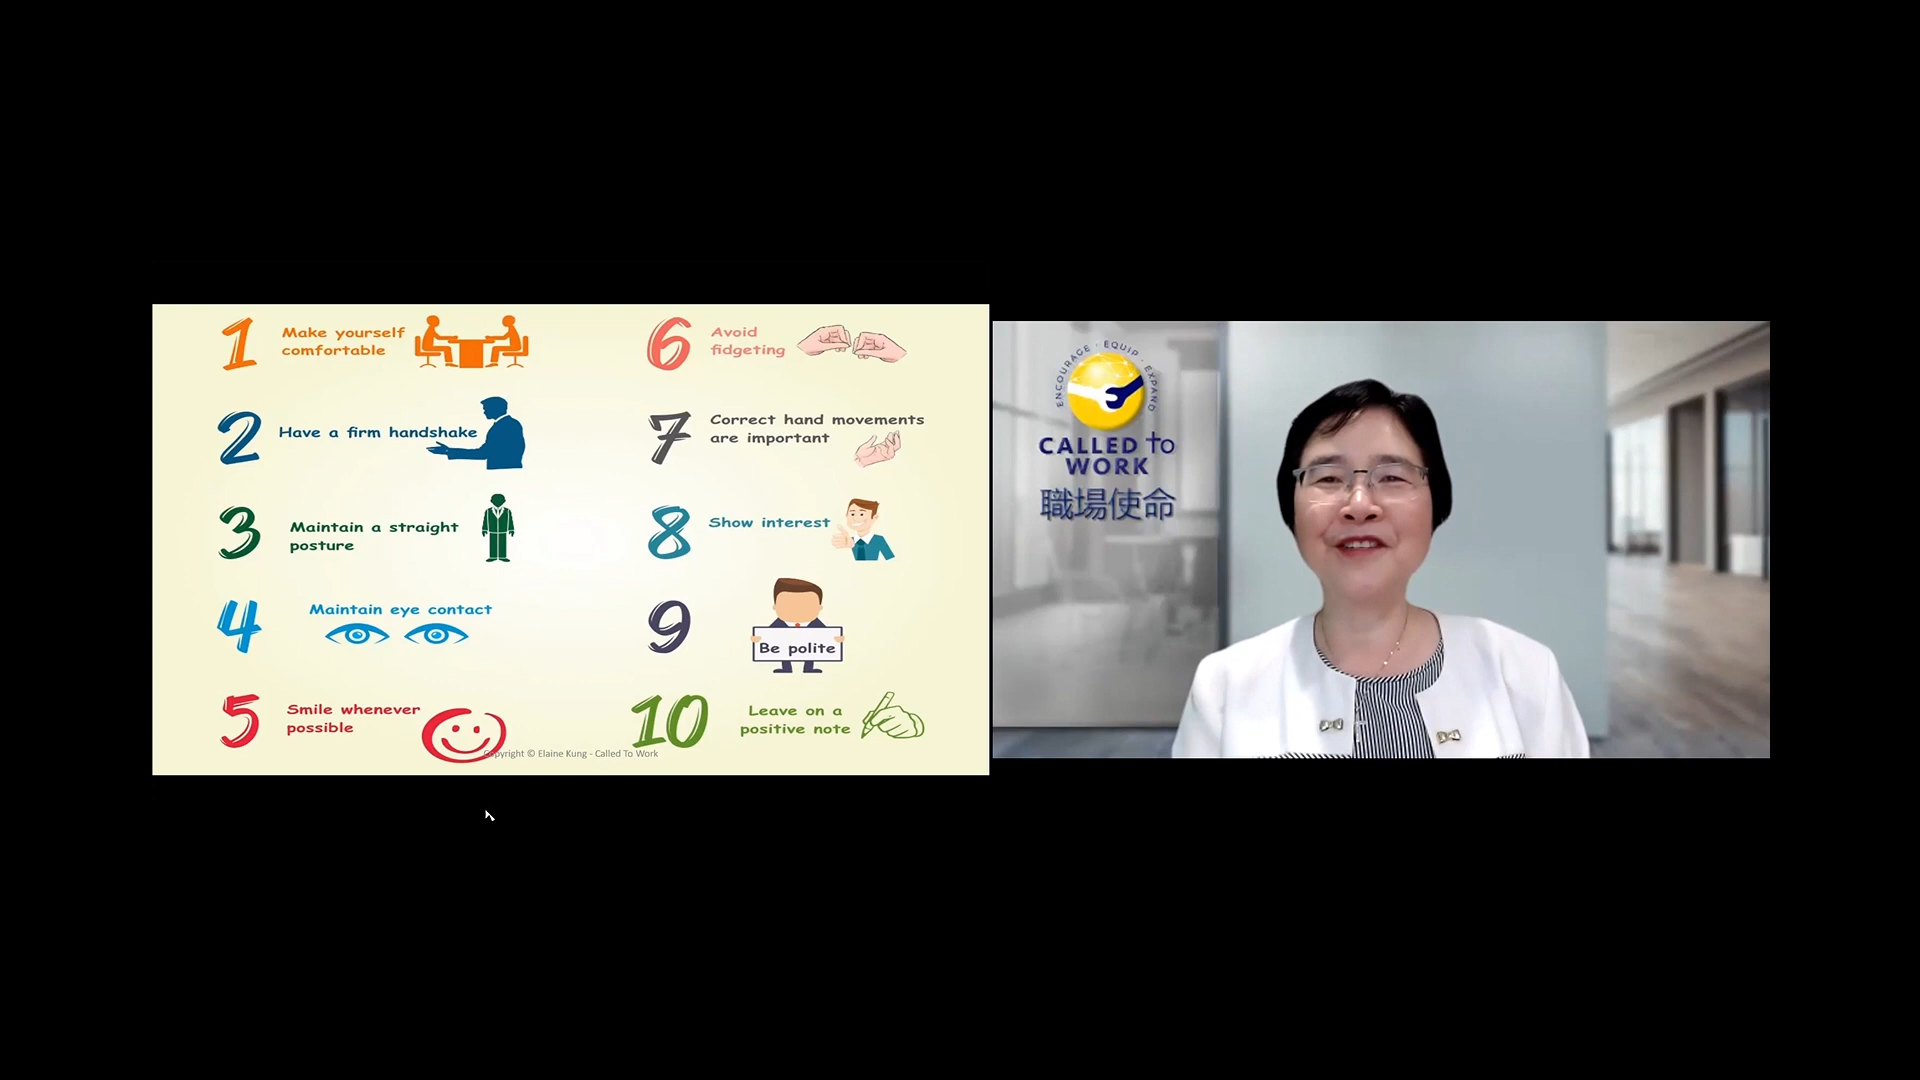 1
Make yourself
comfortable
2
Have a firm handshake
3
Maintain a straight
posture
4
Maintain eye contact
5
Smile whenever
possible
6
Avoid
fidgeting
7
Correct hand movements
are important
8
Show interest
9
Be polite
10
Leave on a
positive note
Copyright © Elaine Kung - Called To Work
ENCOURAGE · EQUIP · EXPAND
CALLED to
WORK
職場使命